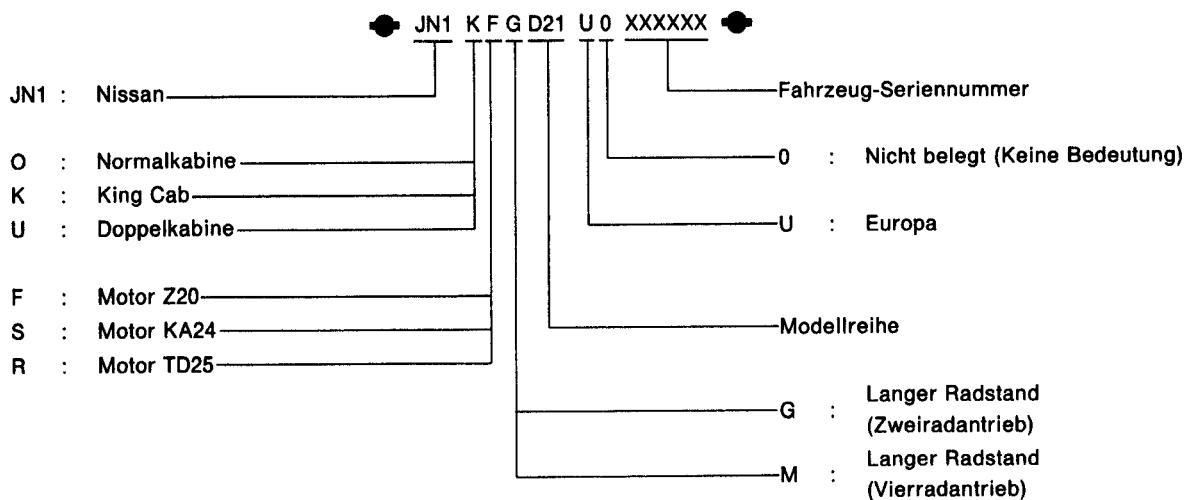 JN1 K F G D21 U 0 XXXXXX
JN1 : Nissan
Fahrzeug-Seriennummer
O : Normalkabine
0 : Nicht belegt (Keine Bedeutung)
K : King Cab
U : Doppelkabine
U : Europa
F : Motor Z20
S : Motor KA24
Modellreihe
R : Motor TD25
G : Langer Radstand
(Zweiradantrieb)
M : Langer Radstand
(Vierradantrieb)